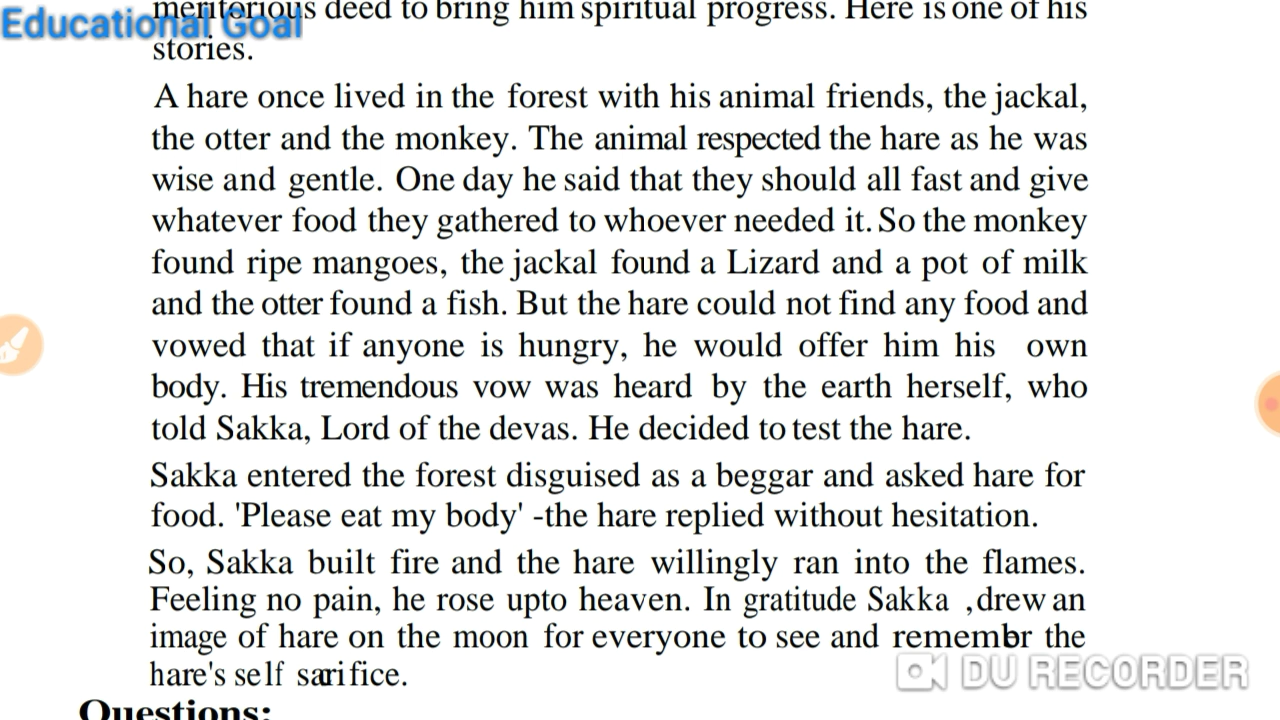 meritorious deed to bring him spiritual progress. Here is one of his
Educational Goal
stories.
A hare once lived in the forest with his animal friends, the jackal,
the otter and the monkey. The animal respected the hare as he was
wise and gentle. One day he said that they should all fast and give
whatever food they gathered to whoever needed it. So the monkey
found ripe mangoes, the jackal found a Lizard and a pot of milk
and the otter found a fish. But the hare could not find any food and
vowed that if anyone is hungry, he would offer him his own
body. His tremendous vow was heard by the earth herself, who
told Sakka, Lord of the devas. He decided to test the hare.
Sakka entered the forest disguised as a beggar and asked hare for
food. 'Please eat my body' -the hare replied without hesitation.
So, Sakka built fire and the hare willingly ran into the flames.
Feeling no pain, he rose upto heaven. In gratitude Sakka ,drew an
image of hare on the moon for everyone to see and remembr the
hare's self sarifice.
DU RECORDER
Questions: